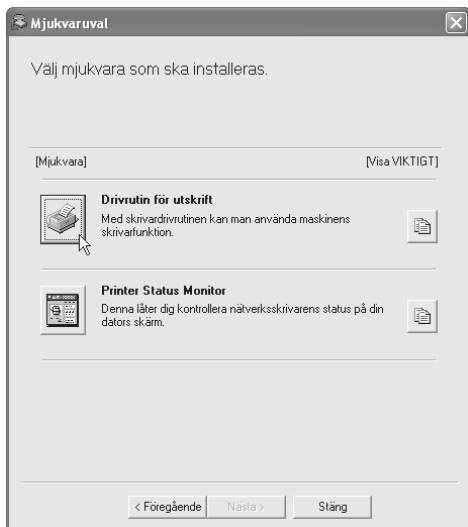 Mjukvaruval
Välj mjukvara som ska installeras.
[Mjukvara] [Visa VIKTIGT]
Drivrutin för utskrift
Med skrivardrivrutinen kan man använda maskinens
skrivarfunktion.
Printer Status Monitor
Denna låter dig kontrollera nätverksskrivarens status på din
dators skärm.
< Föregående Nästa > Stäng